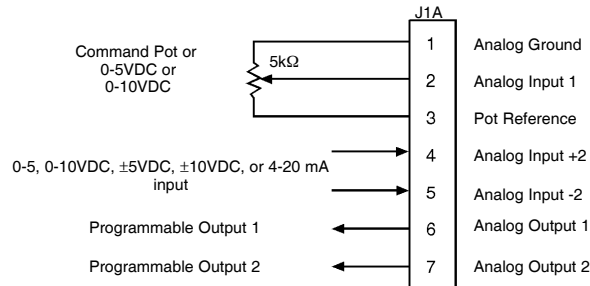 J1A
Command Pot or
0-5VDC or
0-10VDC
5kΩ
1 Analog Ground
2 Analog Input 1
3 Pot Reference
0-5, 0-10VDC, ±5VDC, ±10VDC, or 4-20 mA
input
4 Analog Input +2
5 Analog Input -2
Programmable Output 1 6 Analog Output 1
Programmable Output 2 7 Analog Output 2